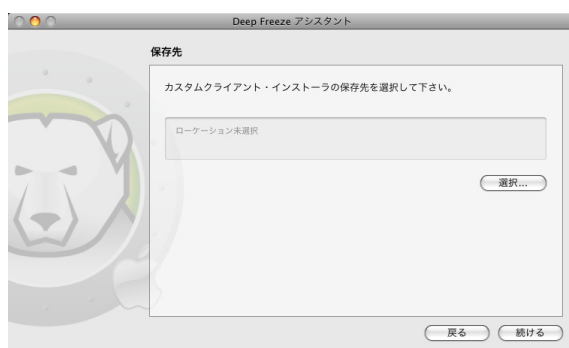 Deep Freeze アシスタント
保存先
カスタムクライアント・インストーラの保存先を選択して下さい。
ローケーション未選択
選択...
戻る
続ける